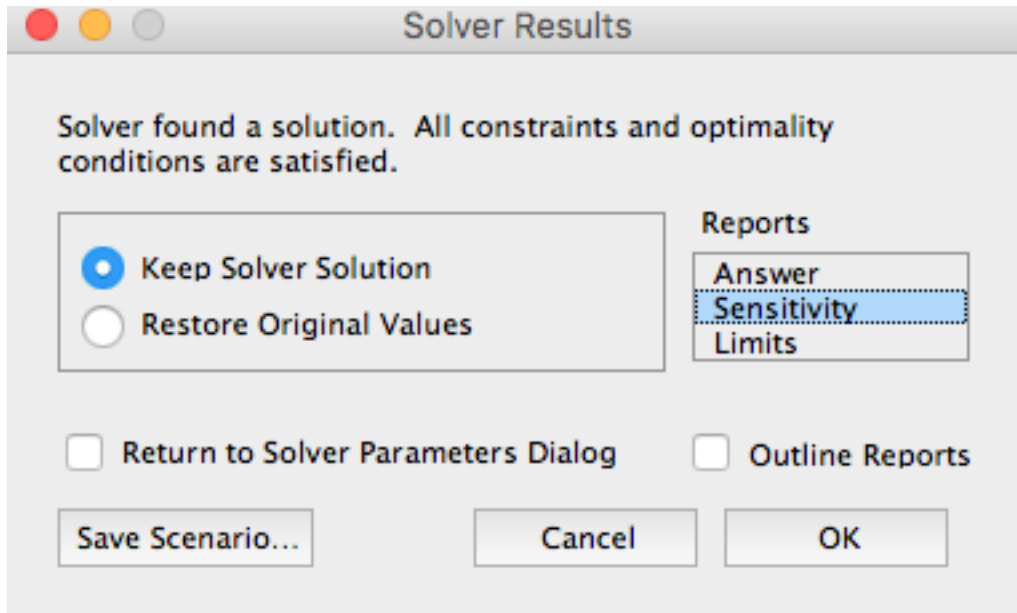 Solver Results
Solver found a solution.  All constraints and optimality
conditions are satisfied.
Keep Solver Solution
Restore Original Values
Reports
Answer
Sensitivity
Limits
Return to Solver Parameters Dialog
Outline Reports
Save Scenario...
Cancel
OK